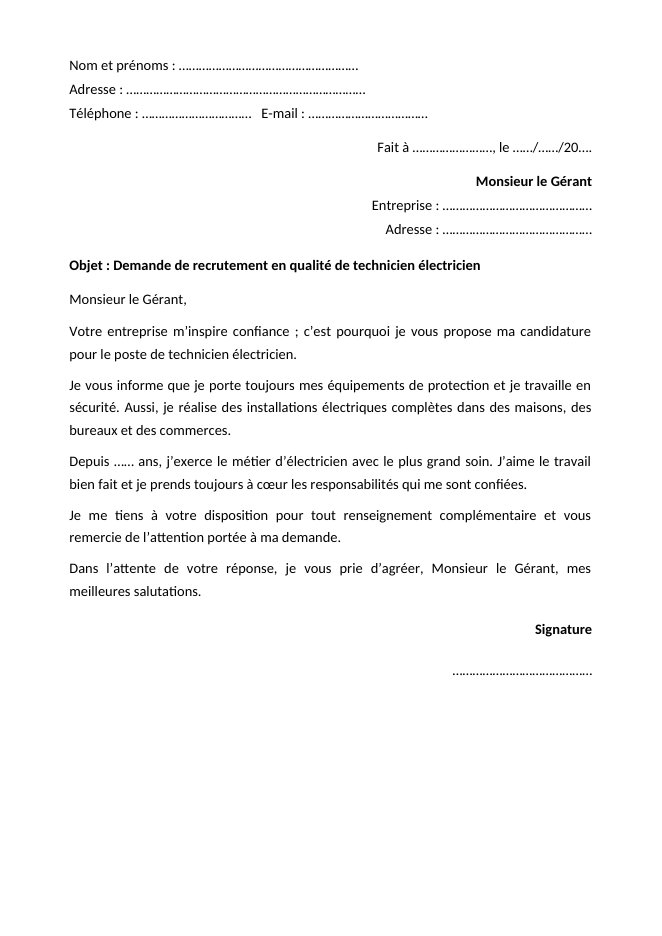 Nom et prénoms : ………………………………………………
Adresse : ………………………………………………………………
Téléphone : …………………………… E-mail : ………………………………
Fait à ……………………, le ……/……/20….
Monsieur le Gérant
Entreprise : ………………………………………
Adresse : ………………………………………
Objet : Demande de recrutement en qualité de technicien électricien
Monsieur le Gérant,
Votre entreprise m’inspire confiance ; c’est pourquoi je vous propose ma candidature
pour le poste de technicien électricien.
Je vous informe que je porte toujours mes équipements de protection et je travaille en
sécurité. Aussi, je réalise des installations électriques complètes dans des maisons, des
bureaux et des commerces.
Depuis …… ans, j’exerce le métier d’électricien avec le plus grand soin. J’aime le travail
bien fait et je prends toujours à cœur les responsabilités qui me sont confiées.
Je me tiens à votre disposition pour tout renseignement complémentaire et vous
remercie de l’attention portée à ma demande.
Dans l’attente de votre réponse, je vous prie d’agréer, Monsieur le Gérant, mes
meilleures salutations.
Signature
……………………………………